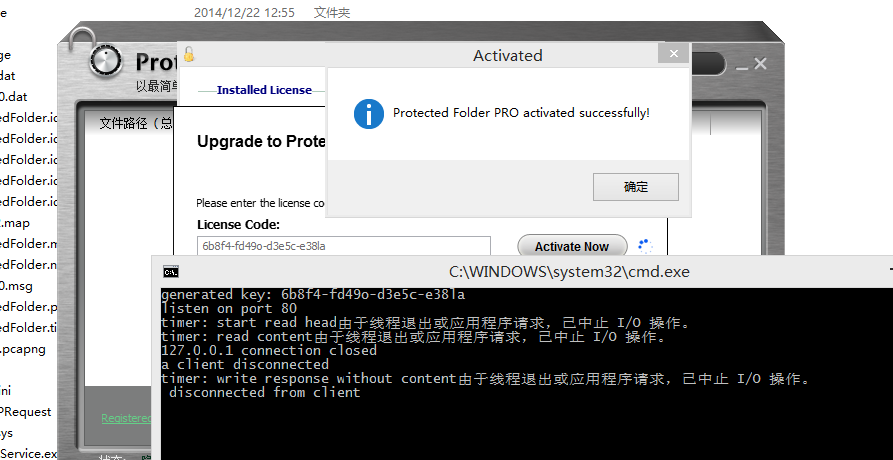 2014/12/22 12:55 文件夹
Activated
Prot
以最简单
Installed License
dat
0.dat
edFolder.ic
edFolder.ic
edFolder.ic
edFolder.ic
2.map
edFolder.m
edFolder.n
0.msg
edFolder.p
edFolder.ti
.pcapng
ini
PRequest
sys
Service.ex
文件路径（总
Protected Folder PRO activated successfully!
确定
Upgrade to Prote
Please enter the license co
License Code:
6b8f4-fd49o-d3e5c-e38la
Activate Now
C:\WINDOWS\system32\cmd.exe
generated key: 6b8f4-fd49o-d3e5c-e38la
listen on port 80
timer: start read head由于线程退出或应用程序请求，已中止 I/O 操作。
timer: read content由于线程退出或应用程序请求，已中止 I/O 操作。
127.0.0.1 connection closed
a client disconnected
timer: write response without content由于线程退出或应用程序请求，已中止 I/O 操作。
disconnected from client
Registered